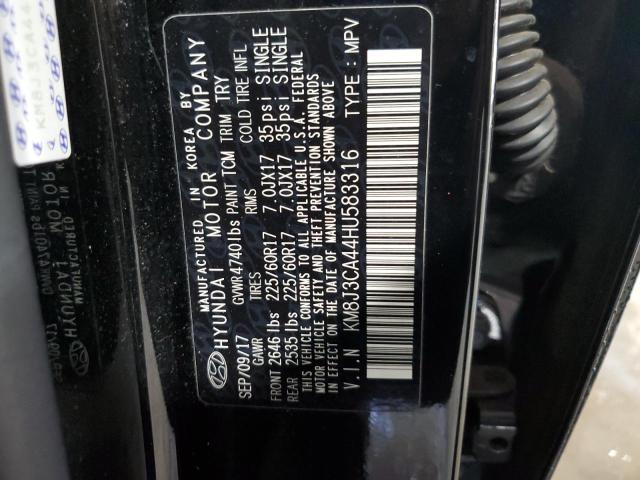 MANUFACTURED IN KOREA BY
HYUNDAI MOTOR COMPANY
SEP/09/17 GVWR 4740lbs PAINT TCM TRIM TRY
GAWR TIRES RIMS COLD TIRE INFL
FRONT 2646 lbs 225/60R17 7.0JX17 35psi SINGLE
REAR 2535 lbs 225/60R17 7.0JX17 35psi SINGLE
THIS VEHICLE CONFORMS TO ALL APPLICABLE U.S.A. FEDERAL
MOTOR VEHICLE SAFETY AND THEFT PREVENTION STANDARDS
IN EFFECT ON THE DATE OF MANUFACTURE SHOWN ABOVE
V.I.N : KM8J3CA44HU583316 TYPE : MPV